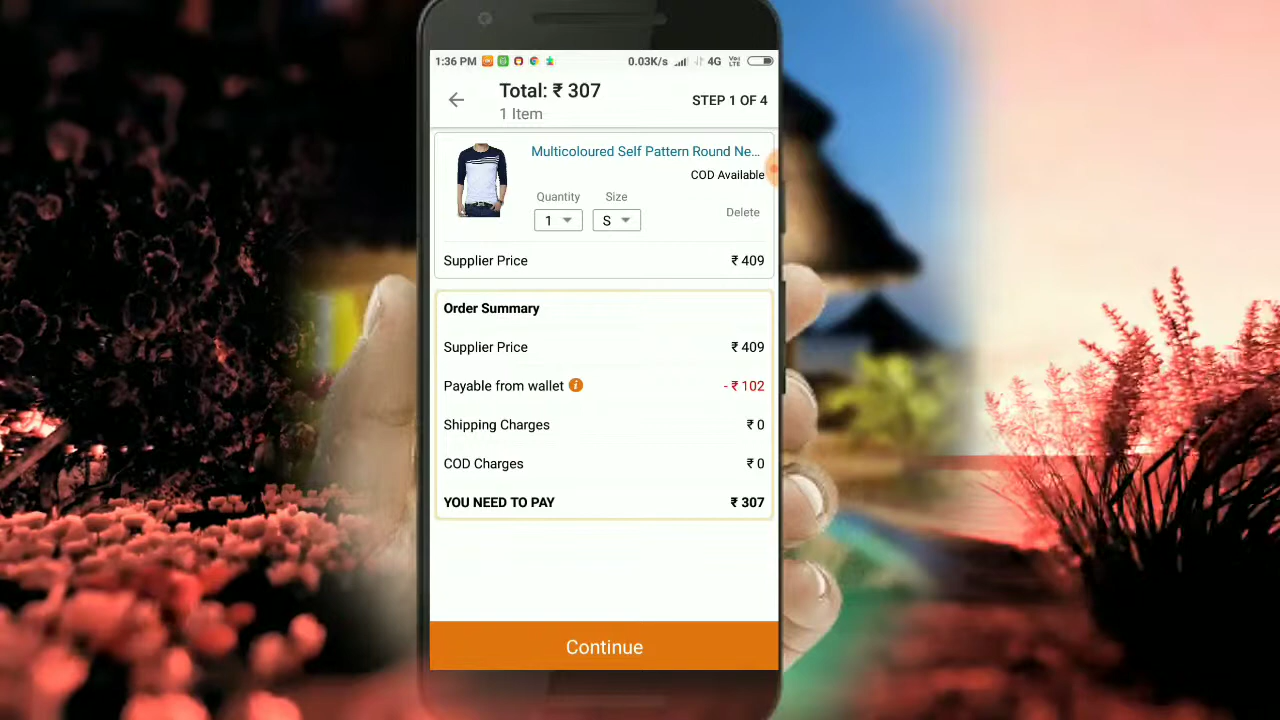 1:36 PM 0.03K/s 4G VoLTE
Total: ₹ 307
1 Item
STEP 1 OF 4
Multicoloured Self Pattern Round Ne...
COD Available
Quantity Size
1 S Delete
Supplier Price ₹ 409
Order Summary
Supplier Price ₹ 409
Payable from wallet i - ₹ 102
Shipping Charges ₹ 0
COD Charges ₹ 0
YOU NEED TO PAY ₹ 307
Continue